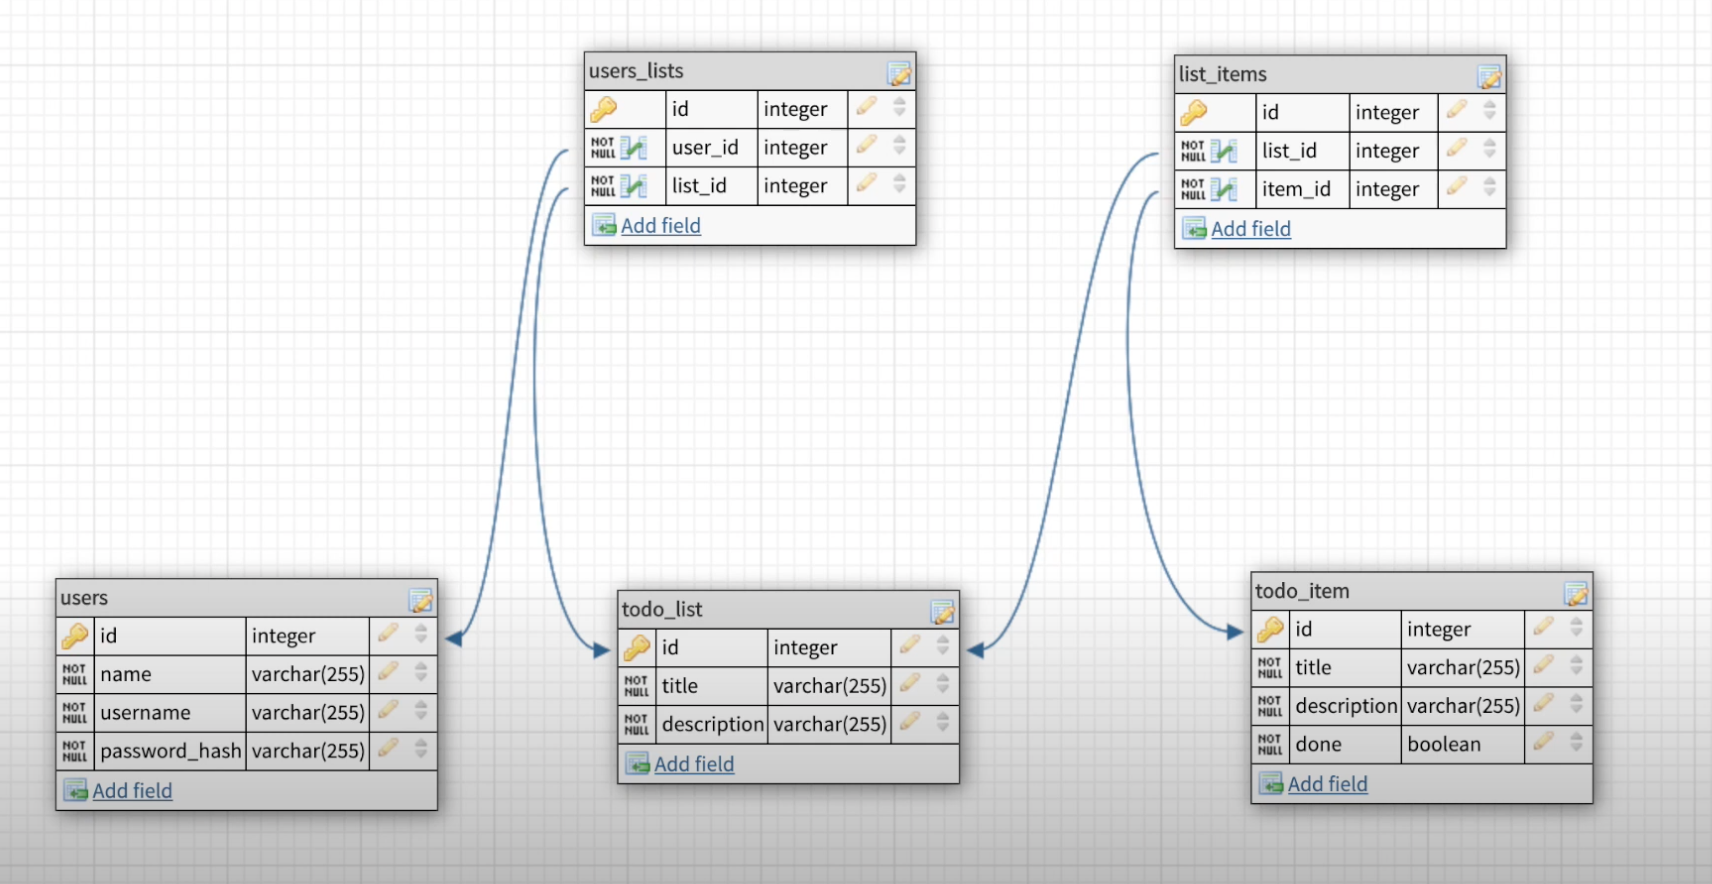 users_lists
id integer
NOT NULL user_id integer
NOT NULL list_id integer
Add field
list_items
id integer
NOT NULL list_id integer
NOT NULL item_id integer
Add field
users
id integer
NOT NULL name varchar(255)
NOT NULL username varchar(255)
NOT NULL password_hash varchar(255)
Add field
todo_list
id integer
NOT NULL title varchar(255)
NOT NULL description varchar(255)
Add field
todo_item
id integer
NOT NULL title varchar(255)
NOT NULL description varchar(255)
NOT NULL done boolean
Add field